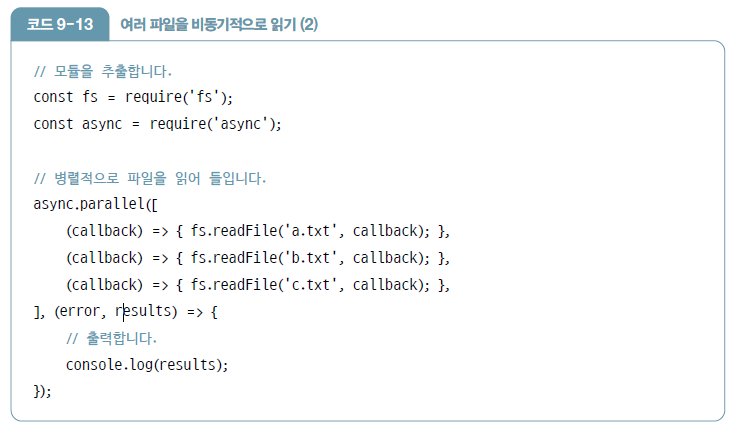 코드 9-13 여러 파일을 비동기적으로 읽기 (2)
// 모듈을 추출합니다.
const fs = require('fs');
const async = require('async');
// 병렬적으로 파일을 읽어 들입니다.
async.parallel([
(callback) => { fs.readFile('a.txt', callback); },
(callback) => { fs.readFile('b.txt', callback); },
(callback) => { fs.readFile('c.txt', callback); },
], (error, results) => {
// 출력합니다.
console.log(results);
});